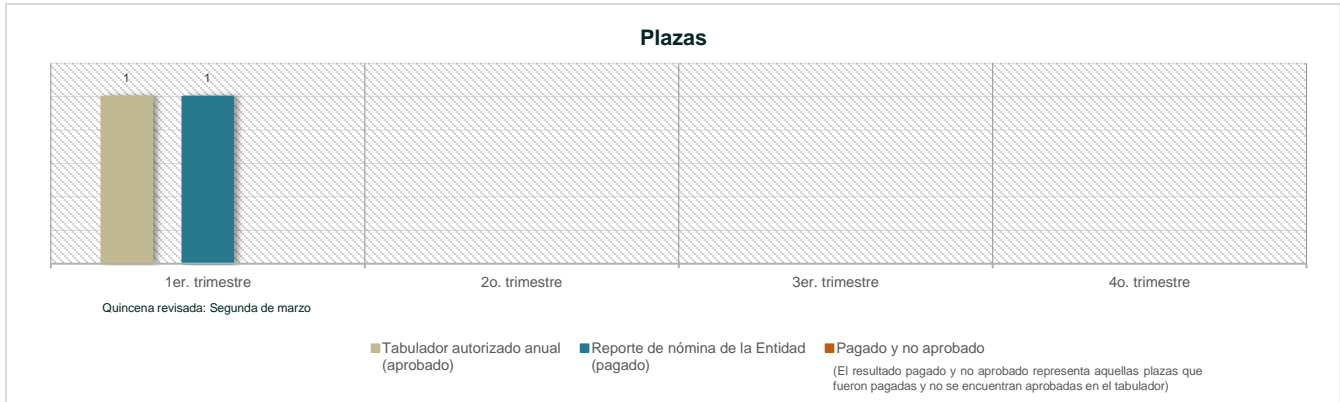 Plazas
1 1
1er. trimestre 2o. trimestre 3er. trimestre 4o. trimestre
Quincena revisada: Segunda de marzo
Tabulador autorizado anual
(aprobado)
Reporte de nómina de la Entidad
(pagado)
Pagado y no aprobado
(El resultado pagado y no aprobado representa aquellas plazas que
fueron pagadas y no se encuentran aprobadas en el tabulador)